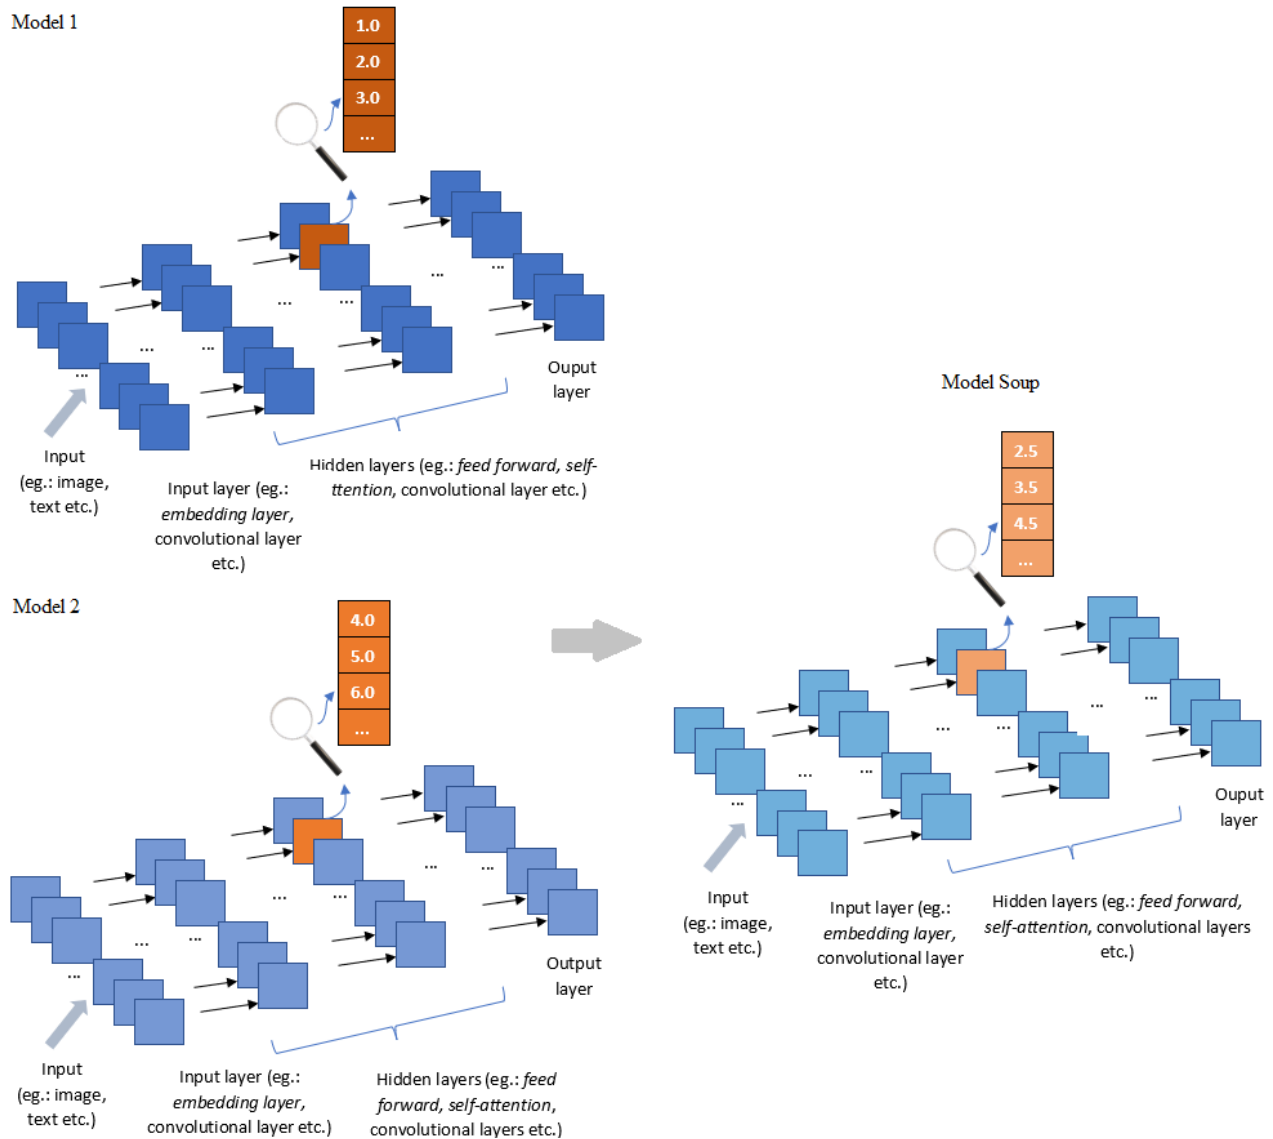 Model 1
1.0
2.0
3.0
...
...
...
...
...
...
...
Ouput
layer
Input
(eg.: image,
text etc.)
Input layer (eg.:
embedding layer,
convolutional layer
etc.)
Hidden layers (eg.: feed forward, self-
ttention, convolutional layer etc.)
Model 2
4.0
5.0
6.0
...
...
...
...
...
...
...
...
Output
layer
Input
(eg.: image,
text etc.)
Input layer (eg.:
embedding layer,
convolutional layer etc.)
Hidden layers (eg.: feed
forward, self-attention,
convolutional layers etc.)
Model Soup
2.5
3.5
4.5
...
...
...
...
...
...
...
...
Ouput
layer
Input
(eg.: image,
text etc.)
Input layer (eg.:
embedding layer,
convolutional layer
etc.)
Hidden layers (eg.: feed forward,
self-attention, convolutional layers
etc.)